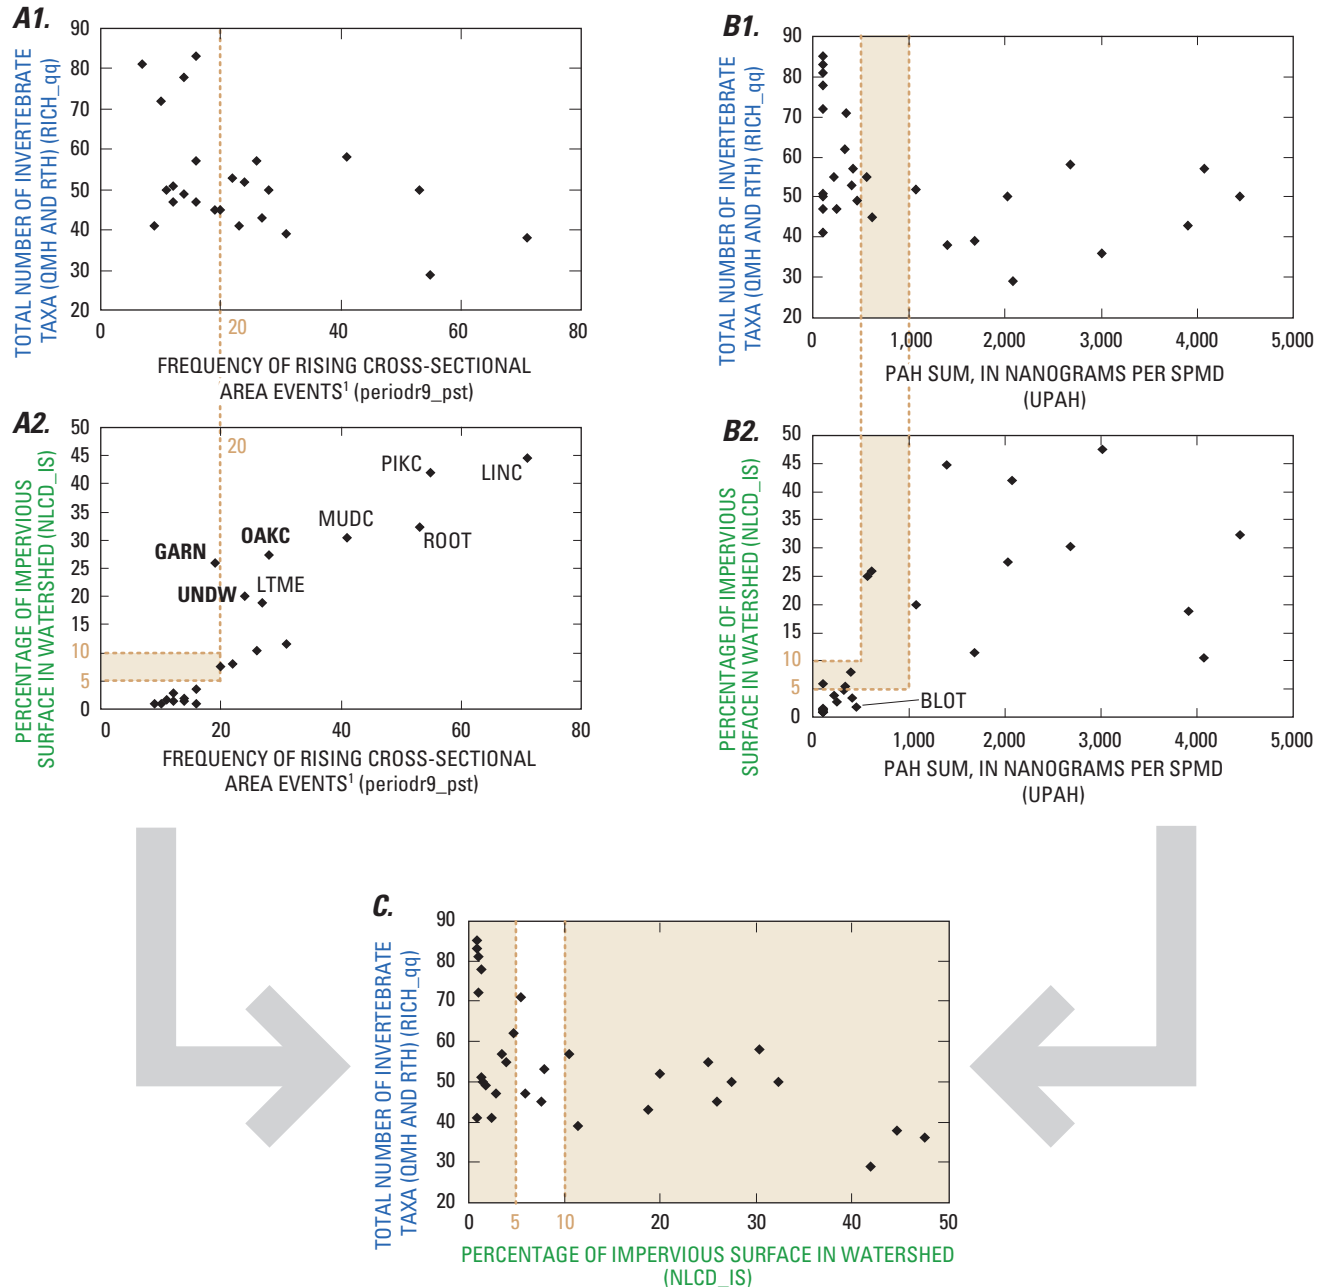 A1.
TOTAL NUMBER OF INVERTEBRATE
TAXA (QMH AND RTH) (RICH_qq)
90
80
70
60
50
40
30
20
0
20
40
60
80
FREQUENCY OF RISING CROSS-SECTIONAL
AREA EVENTS¹ (periodr9_pst)
B1.
TOTAL NUMBER OF INVERTEBRATE
TAXA (QMH AND RTH) (RICH_qq)
90
80
70
60
50
40
30
20
0
1,000
2,000
3,000
4,000
5,000
PAH SUM, IN NANOGRAMS PER SPMD
(UPAH)
A2.
PERCENTAGE OF IMPERVIOUS
SURFACE IN WATERSHED (NLCD_IS)
50
45
40
35
30
25
20
15
10
5
0
20
PIKC
LINC
MUDC
ROOT
OAKC
GARN
UNDW
LTME
0
20
40
60
80
FREQUENCY OF RISING CROSS-SECTIONAL
AREA EVENTS¹ (periodr9_pst)
B2.
PERCENTAGE OF IMPERVIOUS
SURFACE IN WATERSHED (NLCD_IS)
50
45
40
35
30
25
20
15
10
5
0
BLOT
0
1,000
2,000
3,000
4,000
5,000
PAH SUM, IN NANOGRAMS PER SPMD
(UPAH)
C.
TOTAL NUMBER OF INVERTEBRATE
TAXA (QMH AND RTH) (RICH_qq)
90
80
70
60
50
40
30
20
0
5
10
20
30
40
50
PERCENTAGE OF IMPERVIOUS SURFACE IN WATERSHED
(NLCD_IS)